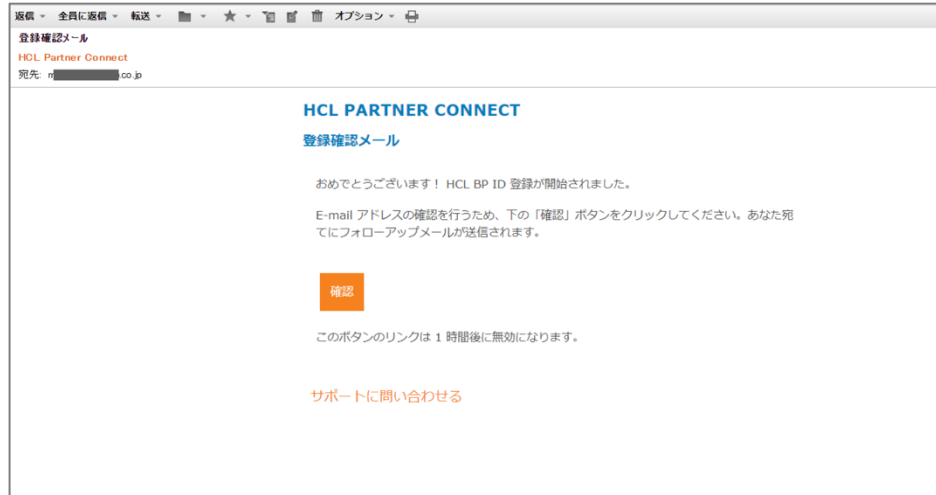 返信 全員に返信 転送 オプション
登録確認メール
HCL Partner Connect
宛先: m co.jp
HCL PARTNER CONNECT
登録確認メール
おめでとうございます！ HCL BP ID 登録が開始されました。
E-mail アドレスの確認を行うため、下の「確認」ボタンをクリックしてください。あなた宛
てにフォローアップメールが送信されます。
確認
このボタンのリンクは 1 時間後に無効になります。
サポートに問い合わせる